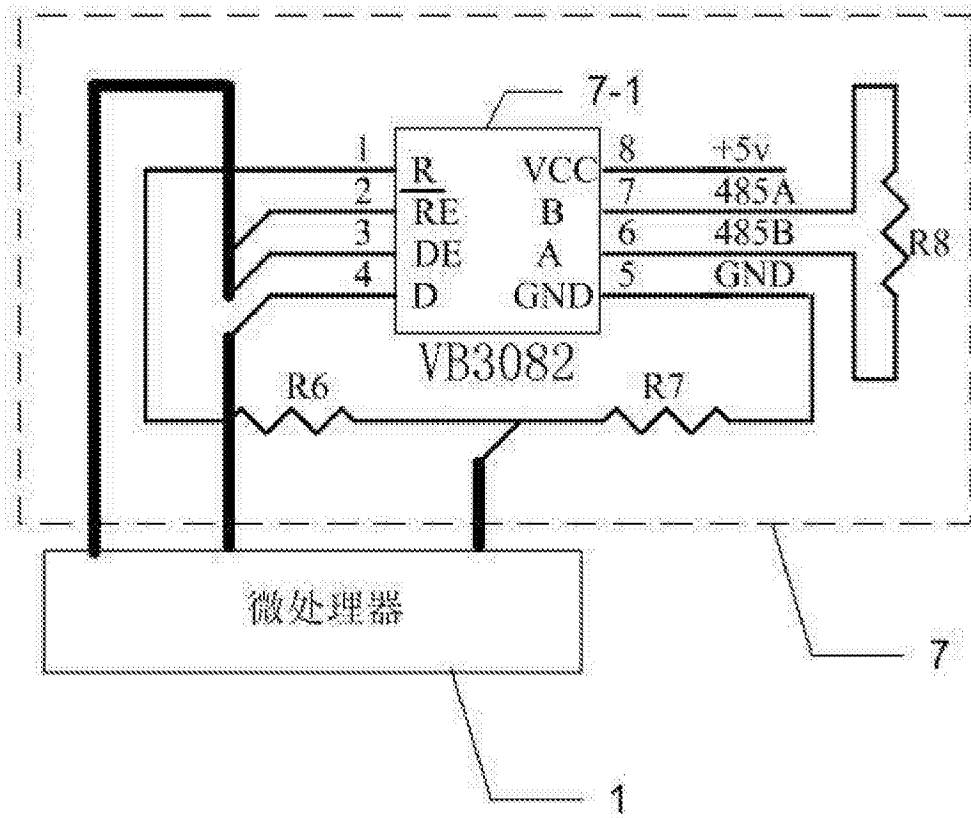 7-1
1 R VCC 8 +5v
2 RE B 7 485A
3 DE A 6 485B
4 D GND 5 GND
R8
VB3082
R6 R7
微处理器
7
1